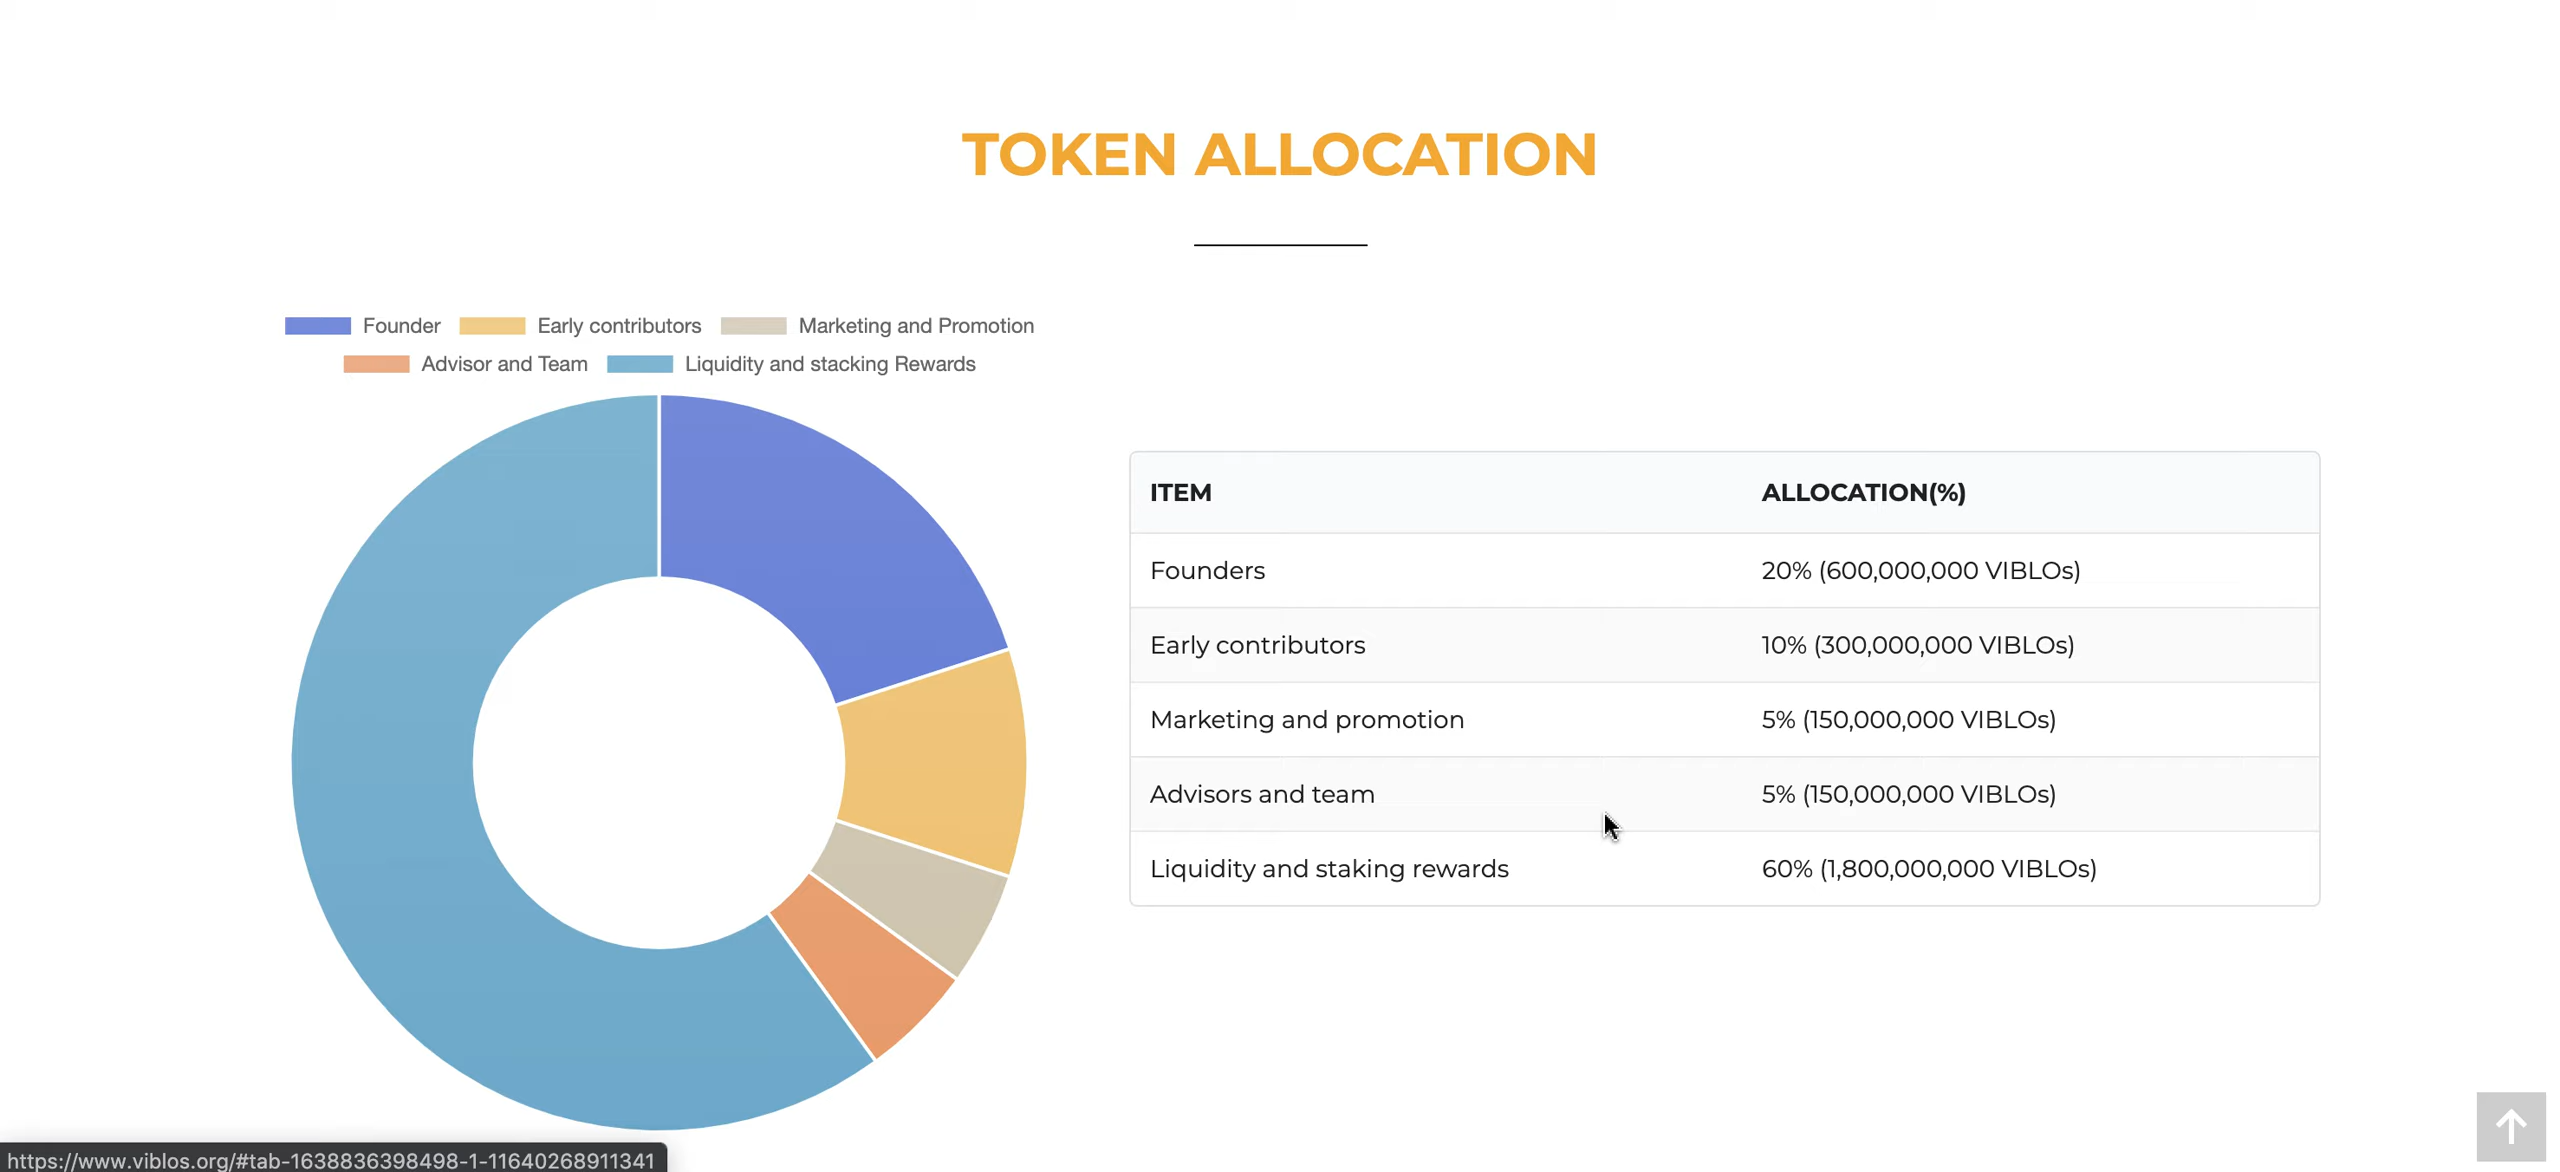 TOKEN ALLOCATION
Founder Early contributors Marketing and Promotion
Advisor and Team Liquidity and stacking Rewards
ITEM ALLOCATION(%)
Founders 20% (600,000,000 VIBLOs)
Early contributors 10% (300,000,000 VIBLOs)
Marketing and promotion 5% (150,000,000 VIBLOs)
Advisors and team 5% (150,000,000 VIBLOs)
Liquidity and staking rewards 60% (1,800,000,000 VIBLOs)
https://www.viblos.org/#tab-1638836398498-1-11640268911341